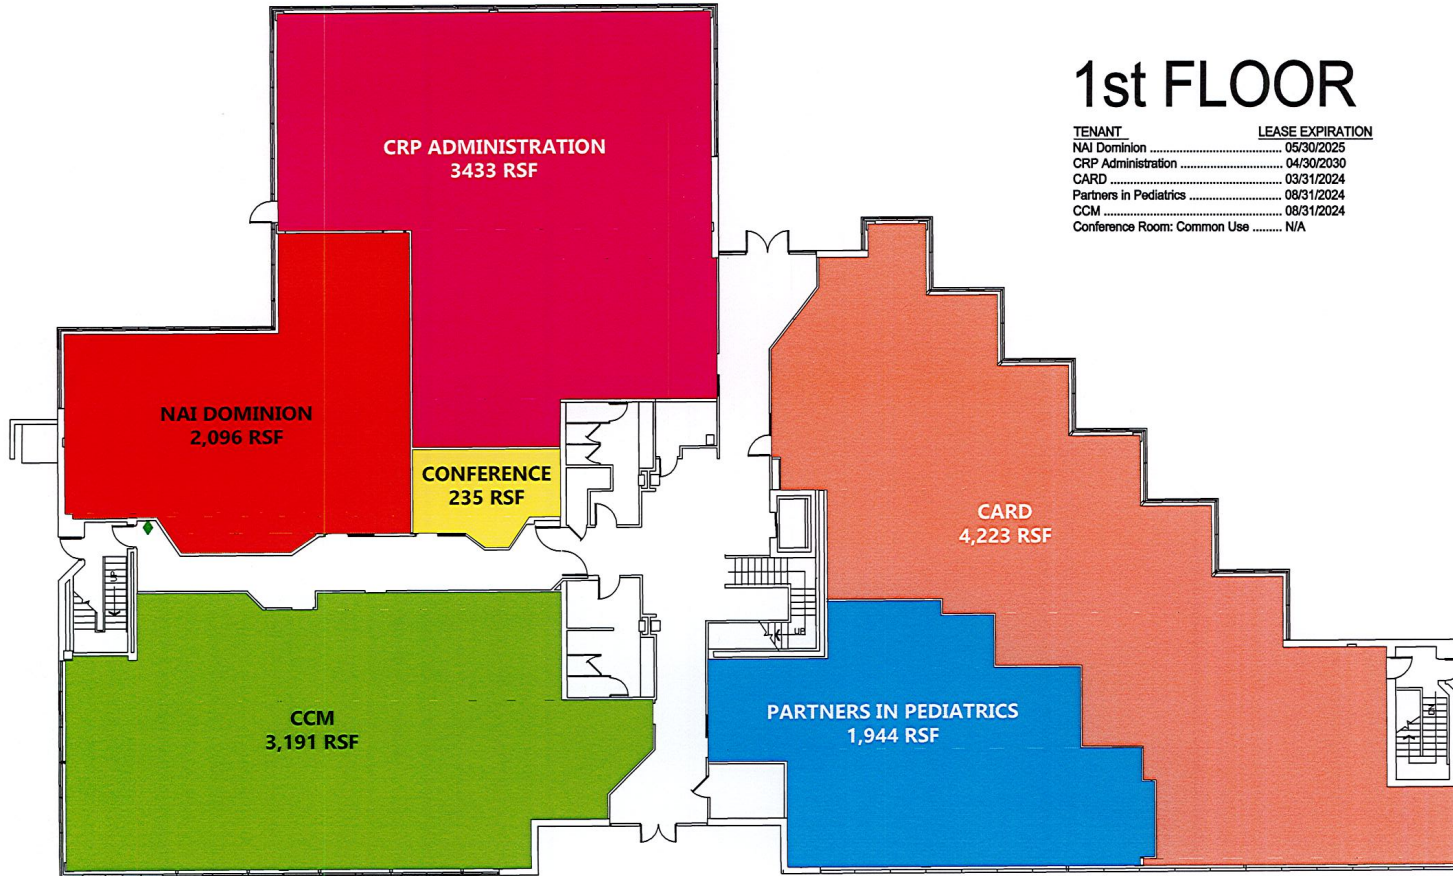 1st FLOOR
TENANT LEASE EXPIRATION
NAI Dominion ................................ 05/30/2025
CRP Administration ........................ 04/30/2030
CARD .......................................... 03/31/2024
Partners in Pediatrics ...................... 08/31/2024
CCM ............................................ 08/31/2024
Conference Room: Common Use ......... N/A
CRP ADMINISTRATION
3433 RSF
NAI DOMINION
2,096 RSF
CONFERENCE
235 RSF
CARD
4,223 RSF
UP
UP
CCM
3,191 RSF
PARTNERS IN PEDIATRICS
1,944 RSF
DN